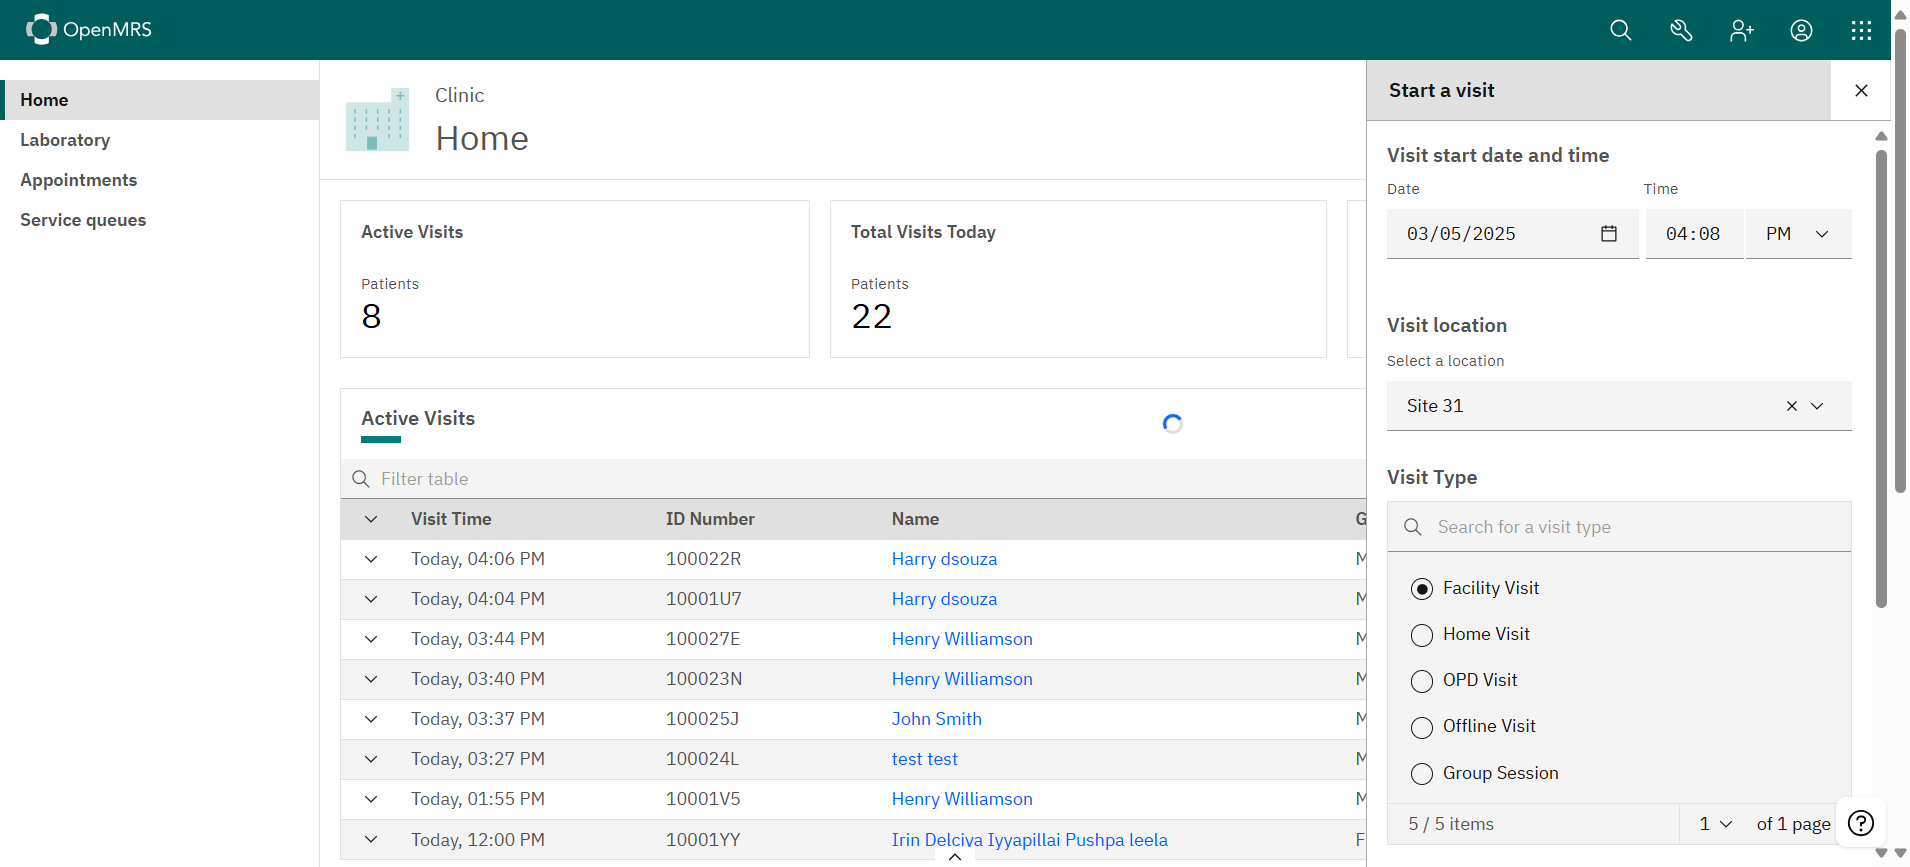 OpenMRS
Home
Laboratory
Appointments
Service queues
Clinic
Home
Active Visits
Patients
8
Total Visits Today
Patients
22
Active Visits
Filter table
Visit Time ID Number Name G
Today, 04:06 PM 100022R Harry dsouza M
Today, 04:04 PM 10001U7 Harry dsouza M
Today, 03:44 PM 100027E Henry Williamson M
Today, 03:40 PM 100023N Henry Williamson M
Today, 03:37 PM 100025J John Smith M
Today, 03:27 PM 100024L test test M
Today, 01:55 PM 10001V5 Henry Williamson M
Today, 12:00 PM 10001YY Irin Delciva Iyyapillai Pushpa leela F
Start a visit
Visit start date and time
Date Time
03/05/2025 04:08 PM
Visit location
Select a location
Site 31
Visit Type
Search for a visit type
Facility Visit
Home Visit
OPD Visit
Offline Visit
Group Session
5 / 5 items 1 of 1 page